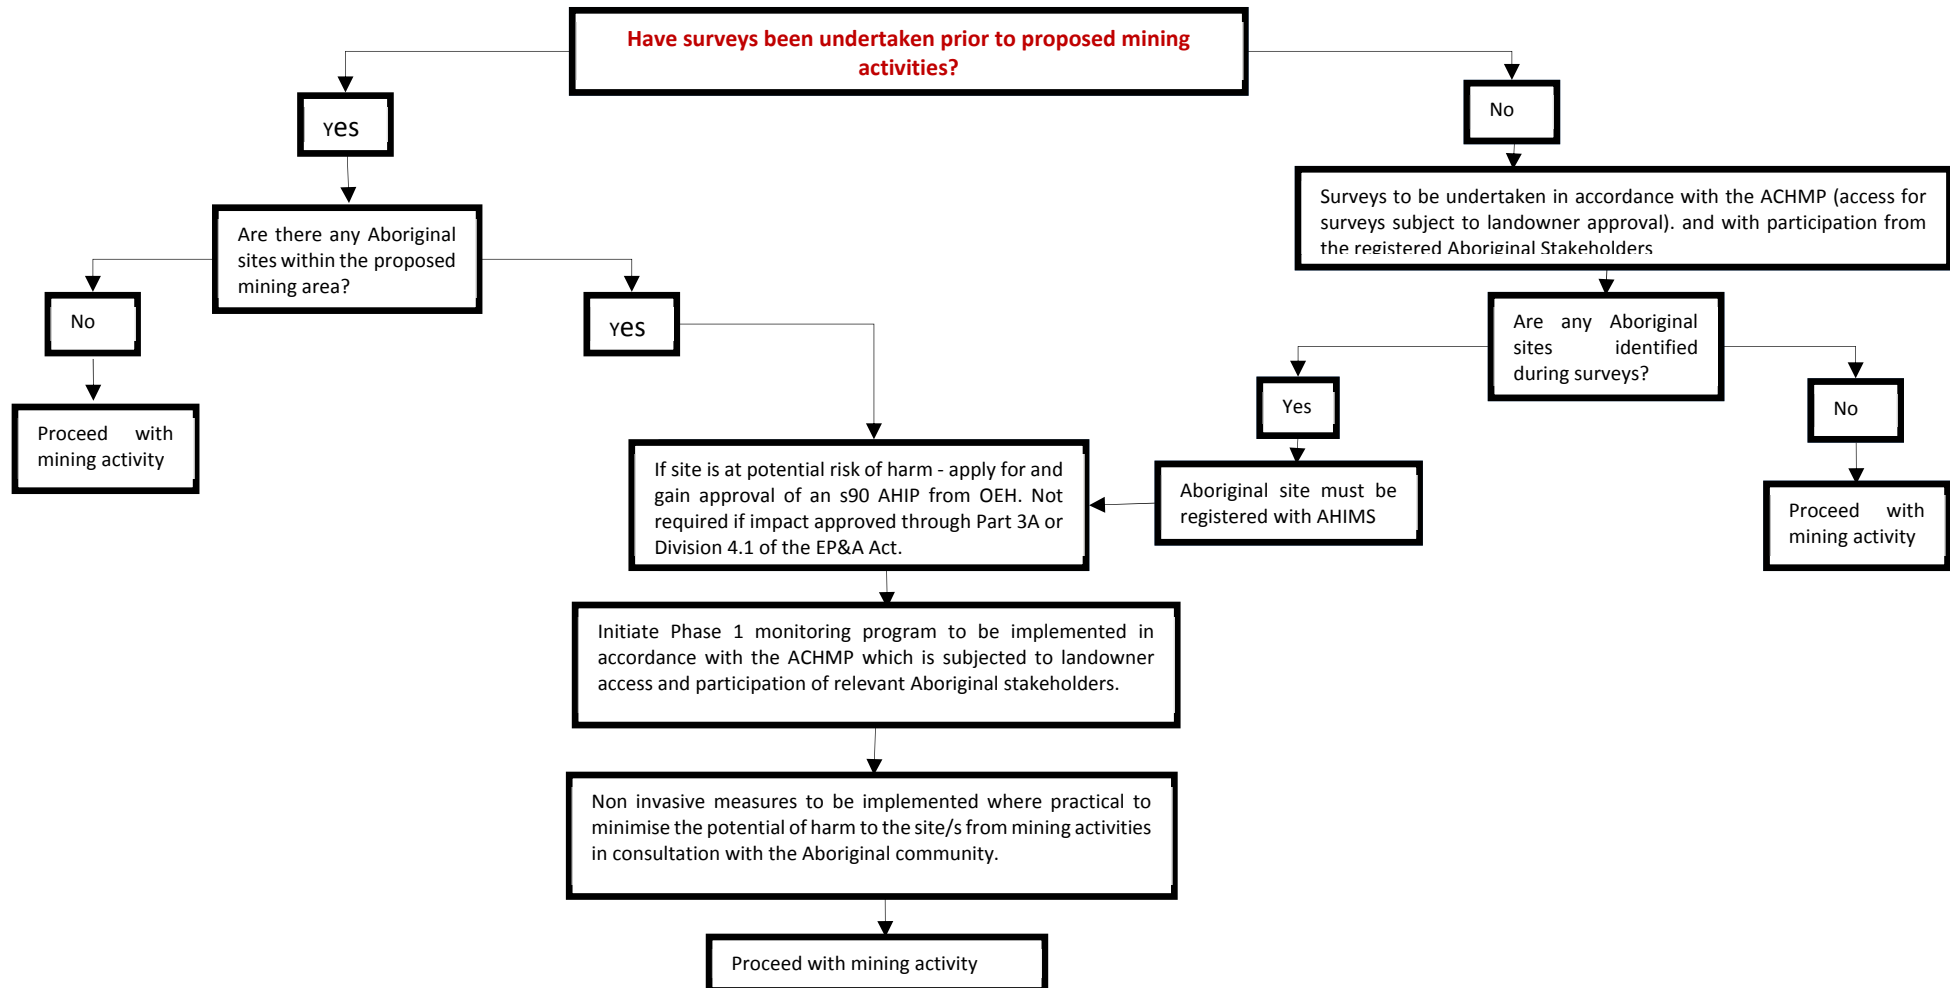 Have surveys been undertaken prior to proposed mining
activities?
Yes
No
Surveys to be undertaken in accordance with the ACHMP (access for
surveys subject to landowner approval). and with participation from
the registered Aboriginal Stakeholders
Are there any Aboriginal
sites within the proposed
mining area?
No
Yes
Are any Aboriginal
sites identified
during surveys?
Yes
No
Proceed with
mining activity
If site is at potential risk of harm - apply for and
gain approval of an s90 AHIP from OEH. Not
required if impact approved through Part 3A or
Division 4.1 of the EP&A Act.
Aboriginal site must be
registered with AHIMS
Proceed with
mining activity
Initiate Phase 1 monitoring program to be implemented in
accordance with the ACHMP which is subjected to landowner
access and participation of relevant Aboriginal stakeholders.
Non invasive measures to be implemented where practical to
minimise the potential of harm to the site/s from mining activities
in consultation with the Aboriginal community.
Proceed with mining activity